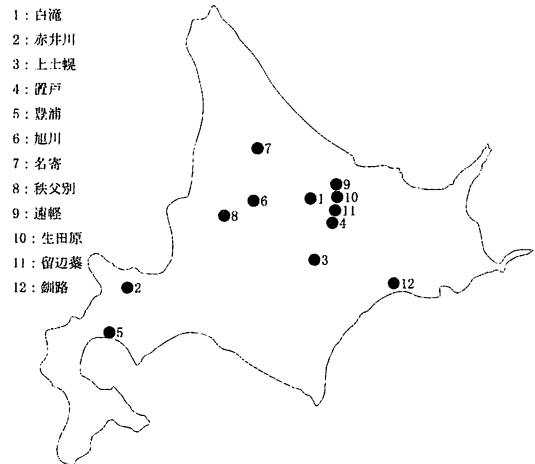 1：白滝
2：赤井川
3：上士幌
4：置戸
5：豊浦
6：旭川
7：名寄
8：秩父別
9：遠軽
10：生田原
11：留辺蘂
12：釧路
7
9
10
1
11
6
8
4
3
12
2
5